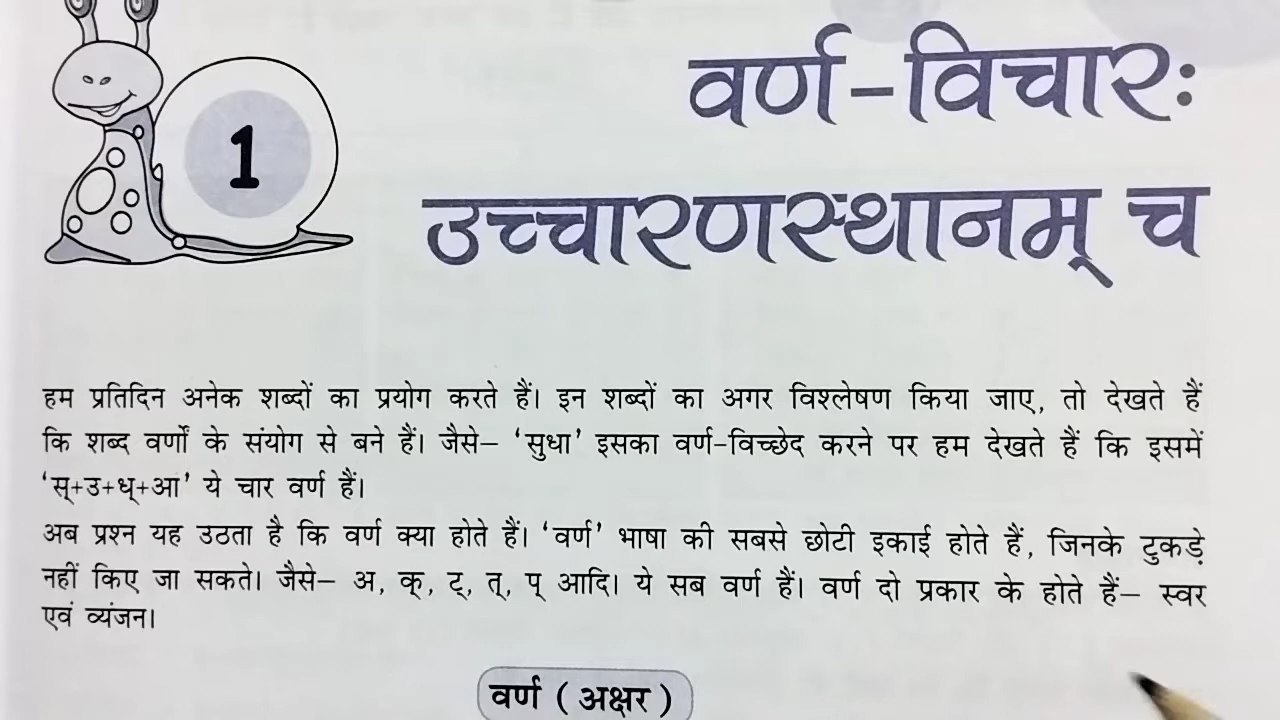 1
वर्ण-विचारः
उच्चारणस्थानम् च
हम प्रतिदिन अनेक शब्दों का प्रयोग करते हैं। इन शब्दों का अगर विश्लेषण किया जाए, तो देखते हैं
कि शब्द वर्णों के संयोग से बने हैं। जैसे– ‘सुधा’ इसका वर्ण-विच्छेद करने पर हम देखते हैं कि इसमें
‘स्+उ+ध्+आ’ ये चार वर्ण हैं।
अब प्रश्न यह उठता है कि वर्ण क्या होते हैं। ‘वर्ण’ भाषा की सबसे छोटी इकाई होते हैं, जिनके टुकड़े
नहीं किए जा सकते। जैसे– अ, क्, ट्, त्, प् आदि। ये सब वर्ण हैं। वर्ण दो प्रकार के होते हैं– स्वर
एवं व्यंजन।
वर्ण ( अक्षर )